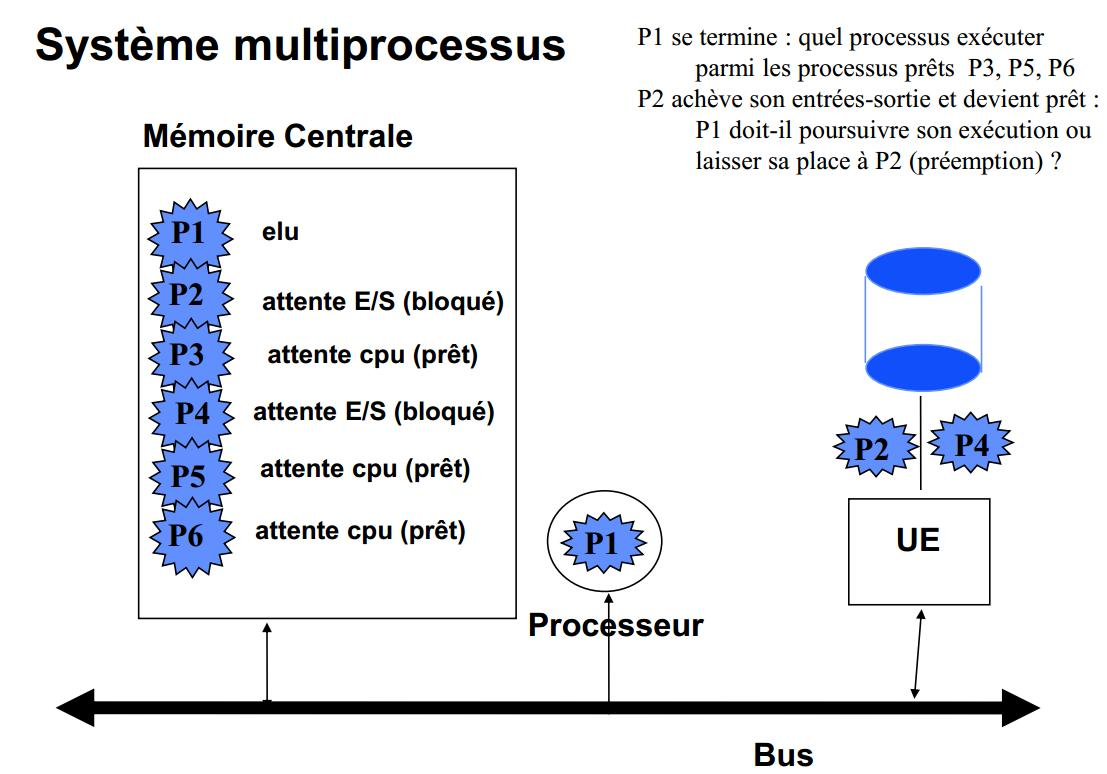 Système multiprocessus
P1 se termine : quel processus exécuter
parmi les processus prêts P3, P5, P6
P2 achève son entrées-sortie et devient prêt :
P1 doit-il poursuivre son exécution ou
laisser sa place à P2 (préemption) ?
Mémoire Centrale
P1 elu
P2 attente E/S (bloqué)
P3 attente cpu (prêt)
P4 attente E/S (bloqué)
P5 attente cpu (prêt)
P6 attente cpu (prêt)
P2 P4
P1
UE
Processeur
Bus